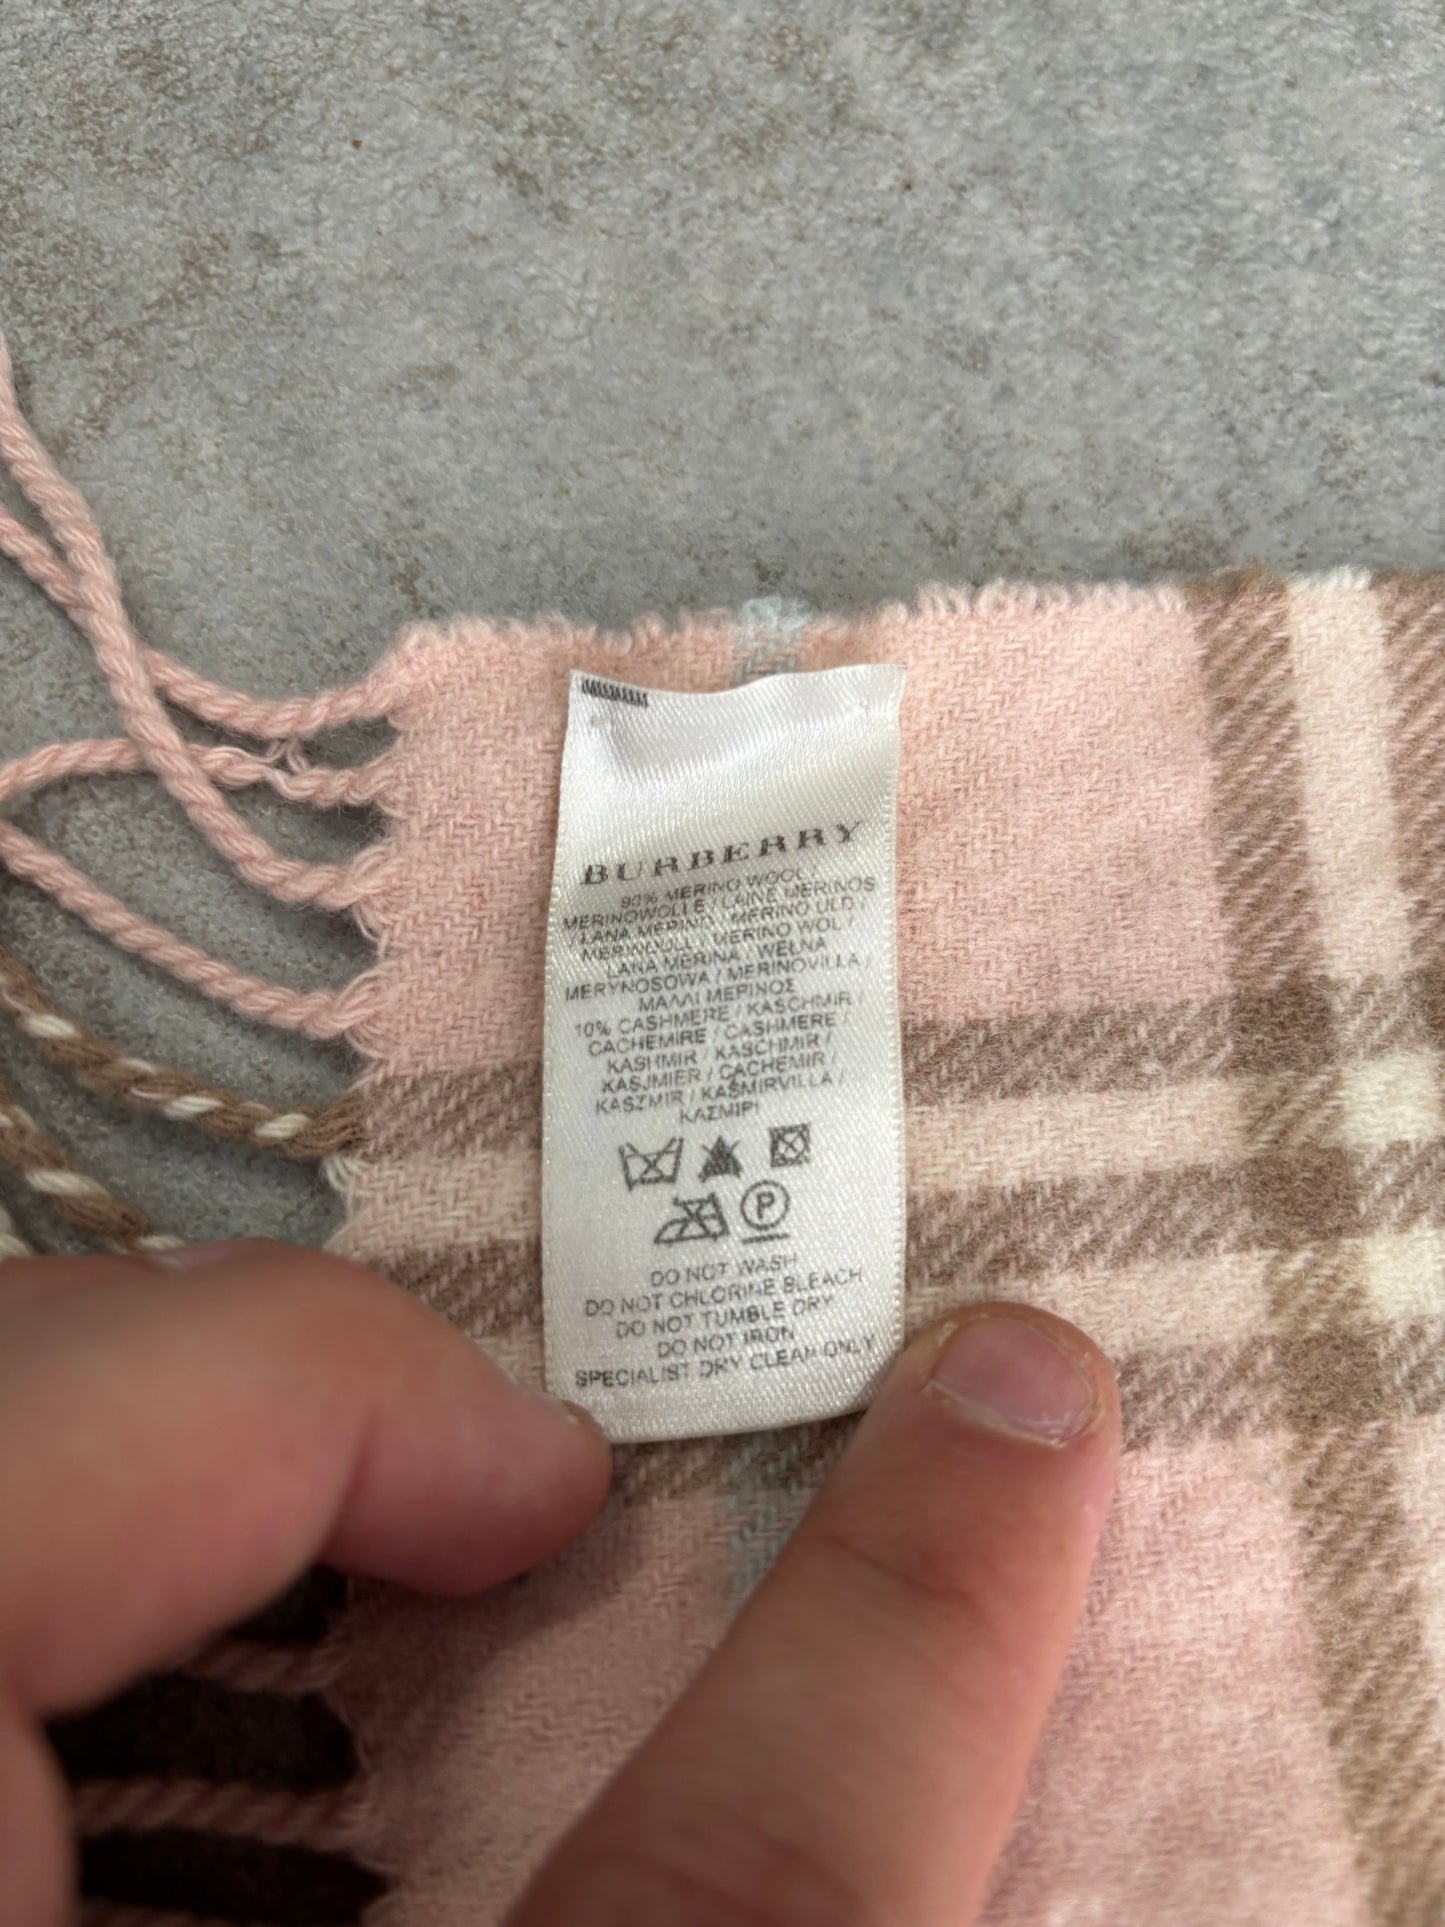 BURBERRY
90% MERINO WOOL /
MERINOWOLLE / LAINE MERINOS
LANA MERINO / MERINO ULD /
MERINOULL / MERINO WOL /
LANA MERINA / WEŁNA
MERYNOSOWA / MERINOVILLA /
ΜΑΛΛΙ ΜΕΡΙΝΟΣ
10% CASHMERE / KASCHMIR /
CACHEMIRE / CASHMERE /
KASHMIR / KASCHMIR /
KASJMIER / CACHEMIR /
KASZMIR / KAŠMIRVILLA /
ΚΑΣΜΙΡΙ
P
DO NOT WASH
DO NOT CHLORINE BLEACH
DO NOT TUMBLE DRY
DO NOT IRON
SPECIALIST DRY CLEAN ONLY